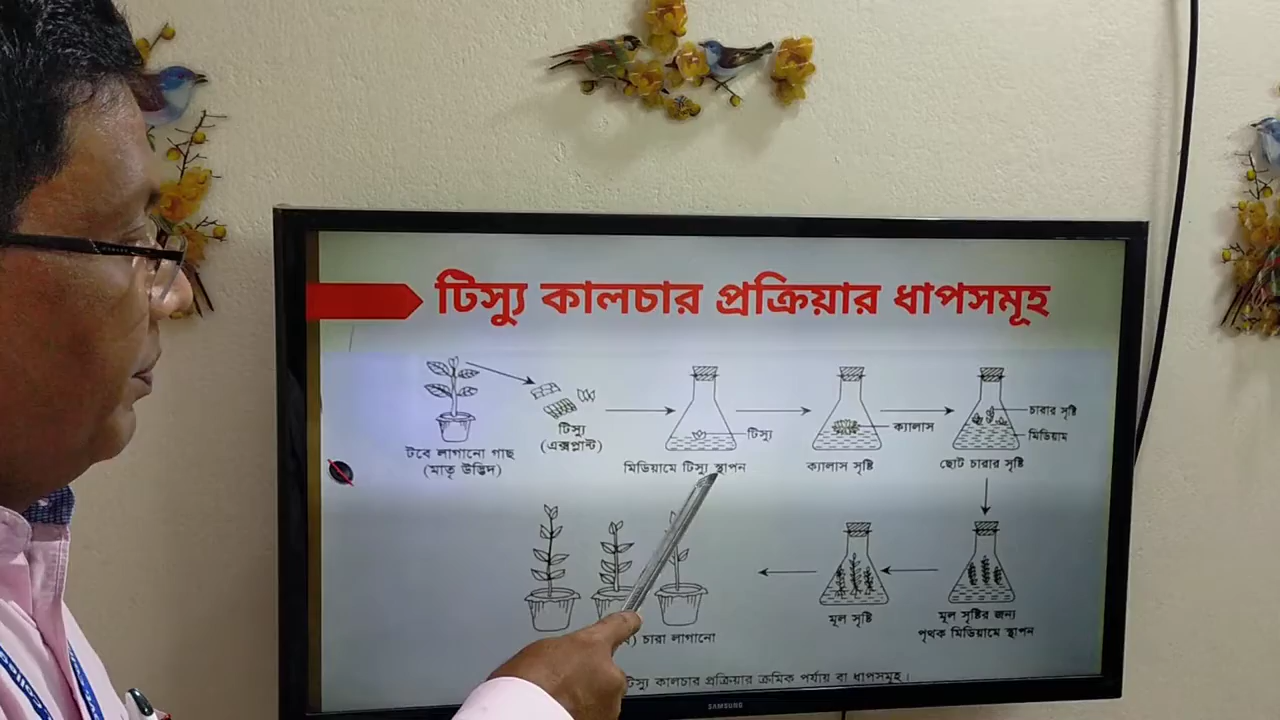 টিস্যু কালচার প্রক্রিয়ার ধাপসমূহ
টবে লাগানো গাছ
(মাতৃ উদ্ভিদ)
টিস্যু
(এক্সপ্লান্ট)
টিস্যু
মিডিয়ামে টিস্যু স্থাপন
ক্যালাস
ক্যালাস সৃষ্টি
চারার সৃষ্টি
মিডিয়াম
ছোট চারার সৃষ্টি
মূল সৃষ্টির জন্য
পৃথক মিডিয়ামে স্থাপন
মূল সৃষ্টি
চারা লাগানো
টিস্যু কালচার প্রক্রিয়ার ক্রমিক পর্যায় বা ধাপসমূহ।
SAMSUNG